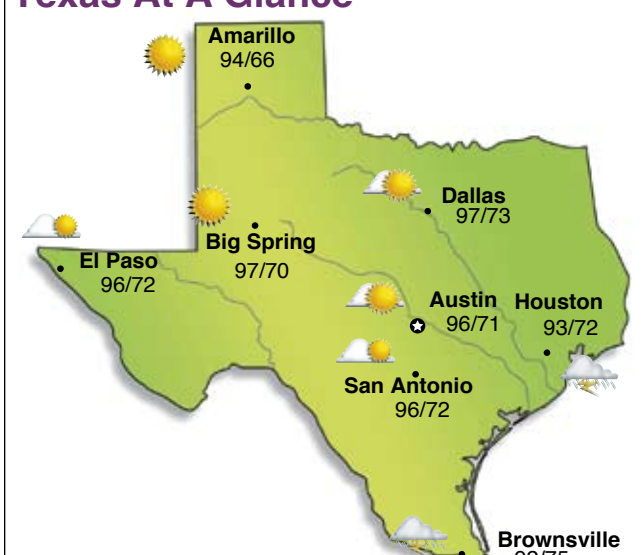 Texas At A Glance
Amarillo
94/66
Dallas
97/73
Big Spring
97/70
El Paso
96/72
Austin
96/71
Houston
93/72
San Antonio
96/72
Brownsville